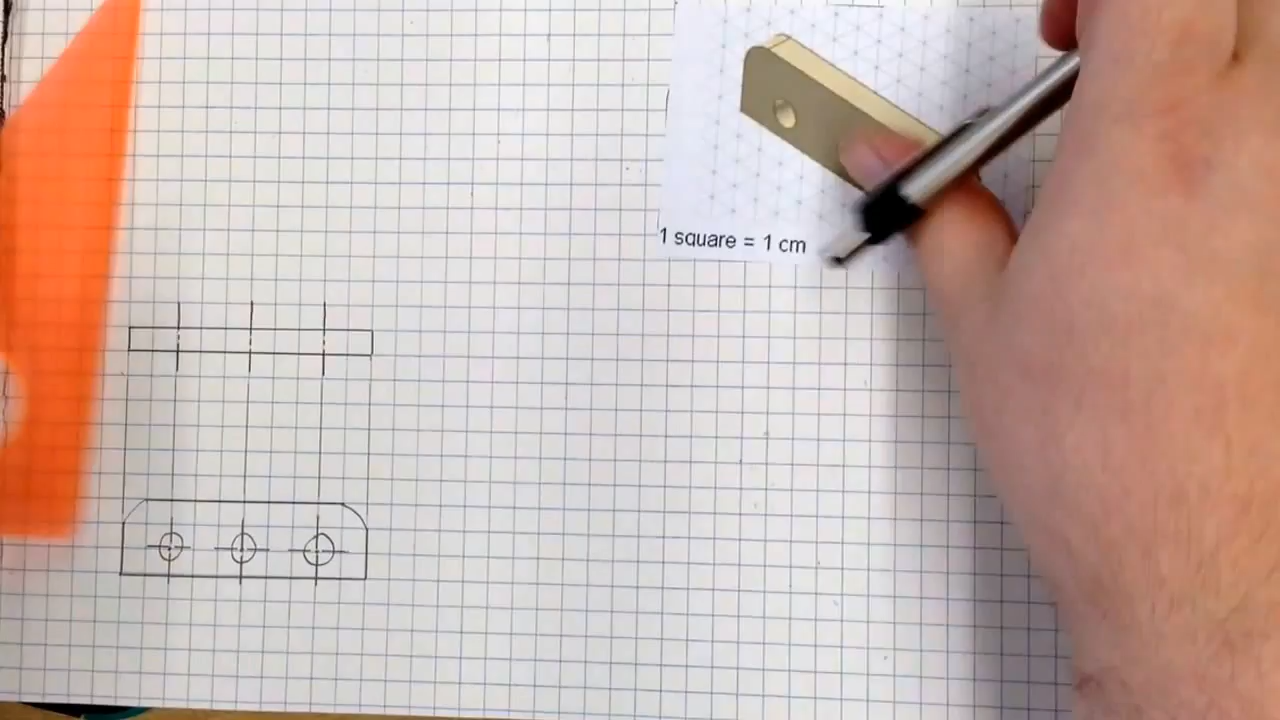 1 square = 1 cm